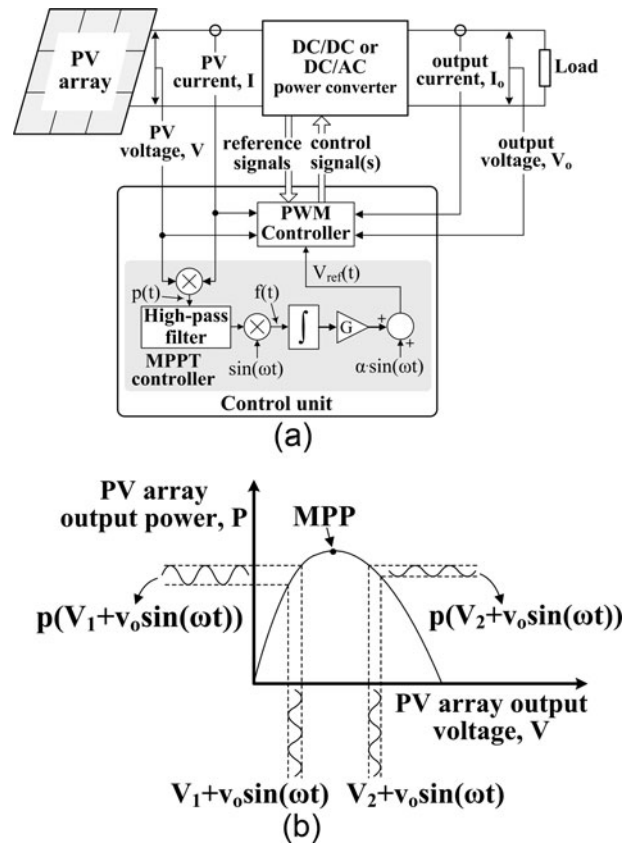 PV
array
PV
current, I
DC/DC or
DC/AC
power converter
output
current, Iₒ
Load
PV
voltage, V
reference
signals
control
signal(s)
output
voltage, Vₒ
PWM
Controller
V_ref(t)
p(t)
f(t)
High-pass
filter
∫
G
+
+
MPPT
controller
sin(ωt)
α·sin(ωt)
Control unit
(a)
PV array
output power, P
MPP
p(V₁+vₒsin(ωt))
p(V₂+vₒsin(ωt))
PV array output
voltage, V
V₁+vₒsin(ωt)
V₂+vₒsin(ωt)
(b)